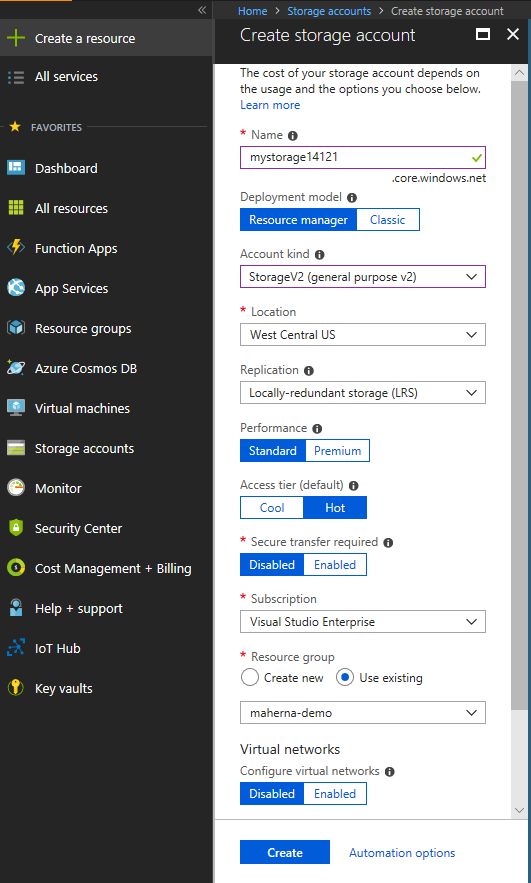 Create a resource
All services
FAVORITES
Dashboard
All resources
Function Apps
App Services
Resource groups
Azure Cosmos DB
Virtual machines
Storage accounts
Monitor
Security Center
Cost Management + Billing
Help + support
IoT Hub
Key vaults
Home > Storage accounts > Create storage account
Create storage account
The cost of your storage account depends on
the usage and the options you choose below.
Learn more
* Name
mystorage14121
.core.windows.net
Deployment model
Resource manager Classic
Account kind
StorageV2 (general purpose v2)
* Location
West Central US
Replication
Locally-redundant storage (LRS)
Performance
Standard Premium
Access tier (default)
Cool Hot
* Secure transfer required
Disabled Enabled
* Subscription
Visual Studio Enterprise
* Resource group
Create new Use existing
maherna-demo
Virtual networks
Configure virtual networks
Disabled Enabled
Create Automation options